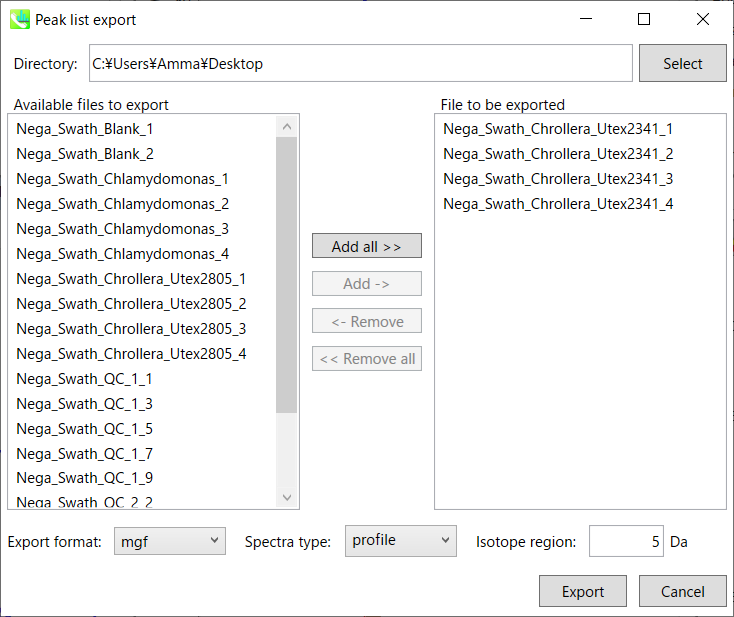 Peak list export
Directory: C:¥Users¥Amma¥Desktop Select
Available files to export
Nega_Swath_Blank_1
Nega_Swath_Blank_2
Nega_Swath_Chlamydomonas_1
Nega_Swath_Chlamydomonas_2
Nega_Swath_Chlamydomonas_3
Nega_Swath_Chlamydomonas_4
Nega_Swath_Chrollera_Utex2805_1
Nega_Swath_Chrollera_Utex2805_2
Nega_Swath_Chrollera_Utex2805_3
Nega_Swath_Chrollera_Utex2805_4
Nega_Swath_QC_1_1
Nega_Swath_QC_1_3
Nega_Swath_QC_1_5
Nega_Swath_QC_1_7
Nega_Swath_QC_1_9
Nega_Swath_QC_2_2
Add all >>
Add ->
<- Remove
<< Remove all
File to be exported
Nega_Swath_Chrollera_Utex2341_1
Nega_Swath_Chrollera_Utex2341_2
Nega_Swath_Chrollera_Utex2341_3
Nega_Swath_Chrollera_Utex2341_4
Export format: mgf Spectra type: profile Isotope region: 5 Da
Export Cancel